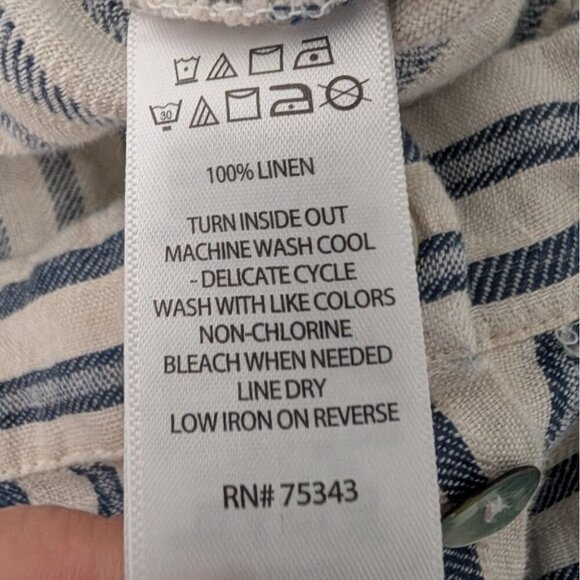 30
100% LINEN
TURN INSIDE OUT
MACHINE WASH COOL
- DELICATE CYCLE
WASH WITH LIKE COLORS
NON-CHLORINE
BLEACH WHEN NEEDED
LINE DRY
LOW IRON ON REVERSE
RN# 75343